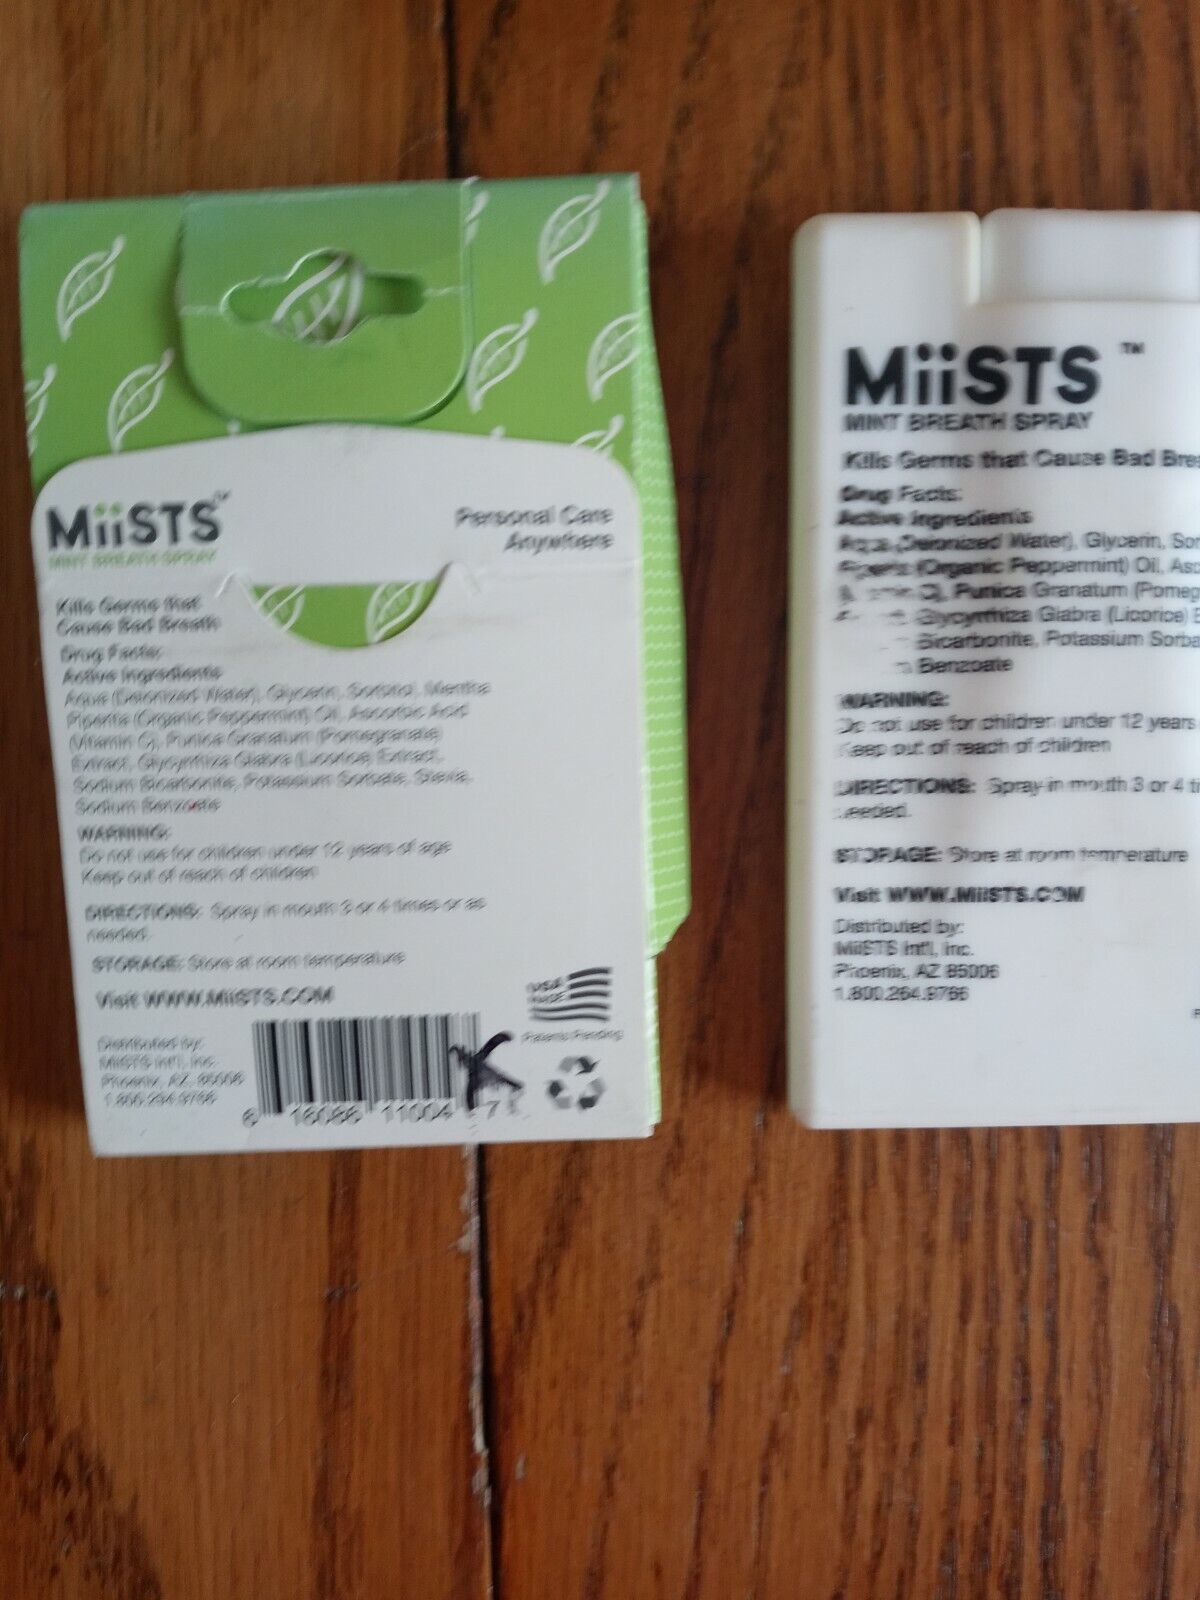 MiiSTS™
MINT BREATH SPRAY
Personal Care
Anywhere
Kills Germs that
Cause Bad Breath
Drug Facts:
Active Ingredients
Aqua (Deionized Water), Glycerin, Sorbitol, Mentha
Piperita (Organic Peppermint) Oil, Ascorbic Acid
(Vitamin C), Punica Granatum (Pomegranate)
Extract, Glycyrrhiza Glabra (Licorice) Extract,
Sodium Bicarbonite, Potassium Sorbate, Stevia,
Sodium Benzoate
WARNING:
Do not use for children under 12 years of age
Keep out of reach of children
DIRECTIONS: Spray in mouth 3 or 4 times or as
needed.
STORAGE: Store at room temperature
Visit WWW.MiiSTS.COM
USA
MADE
Patents Pending
Distributed by:
MiiSTS Int'l, Inc.
Phoenix, AZ, 85006
1.800.264.9766
6 18086 11004 7
MiiSTS ™
MINT BREATH SPRAY
Kills Germs that Cause Bad Brea
Drug Facts:
Active Ingredients
Aqua (Deionized Water), Glycerin, Sor
Piperita (Organic Peppermint) Oil, Asc
C), Punica Granatum (Pomeg
Glycyrrhiza Glabra (Licorice) E
Bicarbonite, Potassium Sorba
Benzoate
WARNING:
Do not use for children under 12 years
Keep out of reach of children
DIRECTIONS: Spray in mouth 3 or 4 ti
needed.
STORAGE: Store at room temperature
Visit WWW.MiiSTS.COM
Distributed by:
MiiSTS Int'l, Inc.
Phoenix, AZ 85006
1.800.264.9766